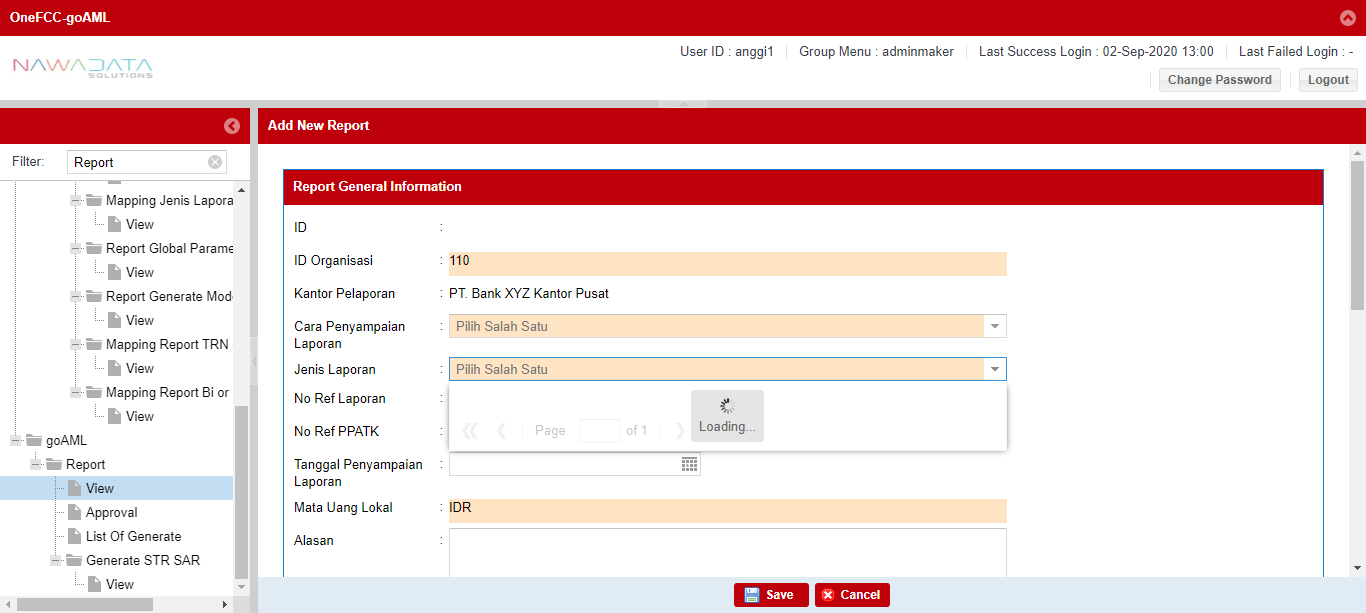 OneFCC-goAML
NAWADATA
SOLUTIONS
User ID : anggi1
Group Menu : adminmaker
Last Success Login : 02-Sep-2020 13:00
Last Failed Login : -
Change Password
Logout
Filter:
Report
Mapping Jenis Lapora
View
Report Global Parame
View
Report Generate Mod
View
Mapping Report TRN
View
Mapping Report Bi or
View
goAML
Report
View
Approval
List Of Generate
Generate STR SAR
View
Add New Report
Report General Information
ID :
ID Organisasi : 110
Kantor Pelaporan : PT. Bank XYZ Kantor Pusat
Cara Penyampaian : Pilih Salah Satu
Laporan
Jenis Laporan : Pilih Salah Satu
No Ref Laporan :
Page of 1
Loading...
No Ref PPATK :
Tanggal Penyampaian :
Laporan
Mata Uang Lokal : IDR
Alasan :
Save
Cancel